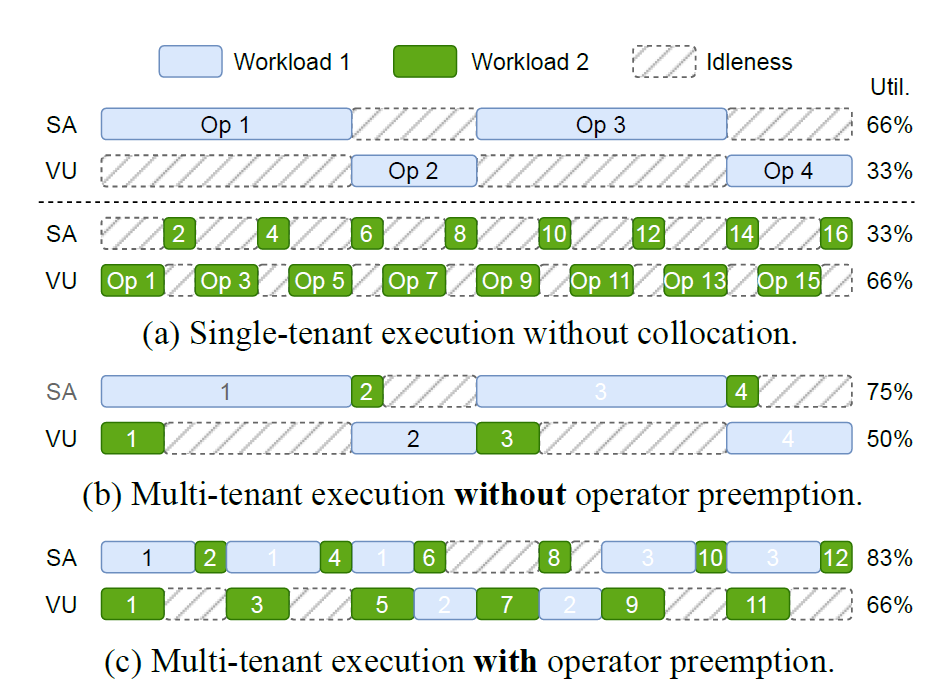 Workload 1 Workload 2 Idleness
Util.
SA Op 1 Op 3 66%
VU Op 2 Op 4 33%
SA 2 4 6 8 10 12 14 16 33%
VU Op 1 Op 3 Op 5 Op 7 Op 9 Op 11 Op 13 Op 15 66%
(a) Single-tenant execution without collocation.
SA 1 2 3 4 75%
VU 1 2 3 4 50%
(b) Multi-tenant execution without operator preemption.
SA 1 2 1 4 1 6 8 3 10 3 12 83%
VU 1 3 5 2 7 2 9 11 66%
(c) Multi-tenant execution with operator preemption.